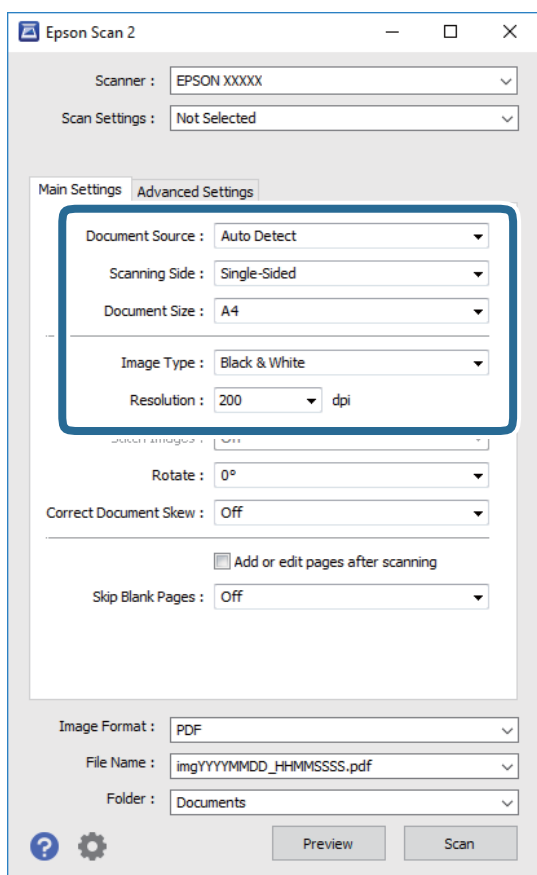 Epson Scan 2
Scanner : EPSON XXXXX
Scan Settings : Not Selected
Main Settings Advanced Settings
Document Source : Auto Detect
Scanning Side : Single-Sided
Document Size : A4
Image Type : Black & White
Resolution : 200 dpi
Rotate : 0°
Correct Document Skew : Off
Add or edit pages after scanning
Skip Blank Pages : Off
Image Format : PDF
File Name : imgYYYYMMDD_HHMMSSSS.pdf
Folder : Documents
? Preview Scan